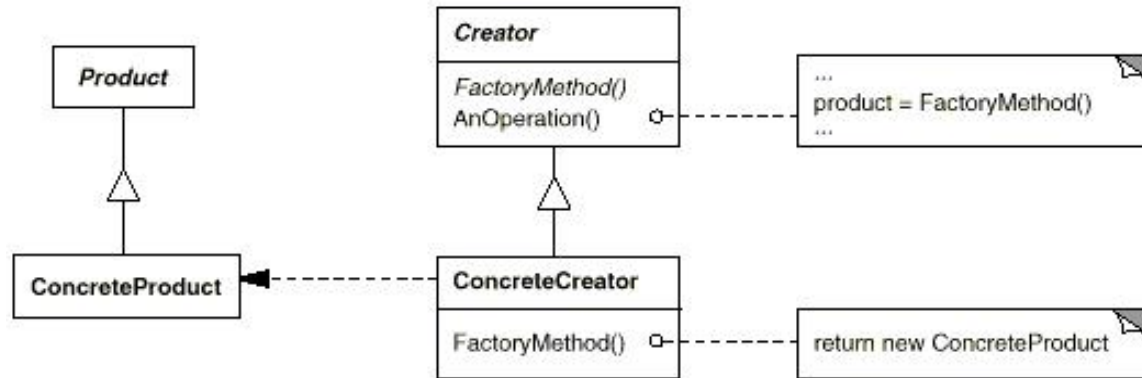 Product
Creator
FactoryMethod()
AnOperation()
...
product = FactoryMethod()
...
ConcreteProduct
ConcreteCreator
FactoryMethod()
return new ConcreteProduct